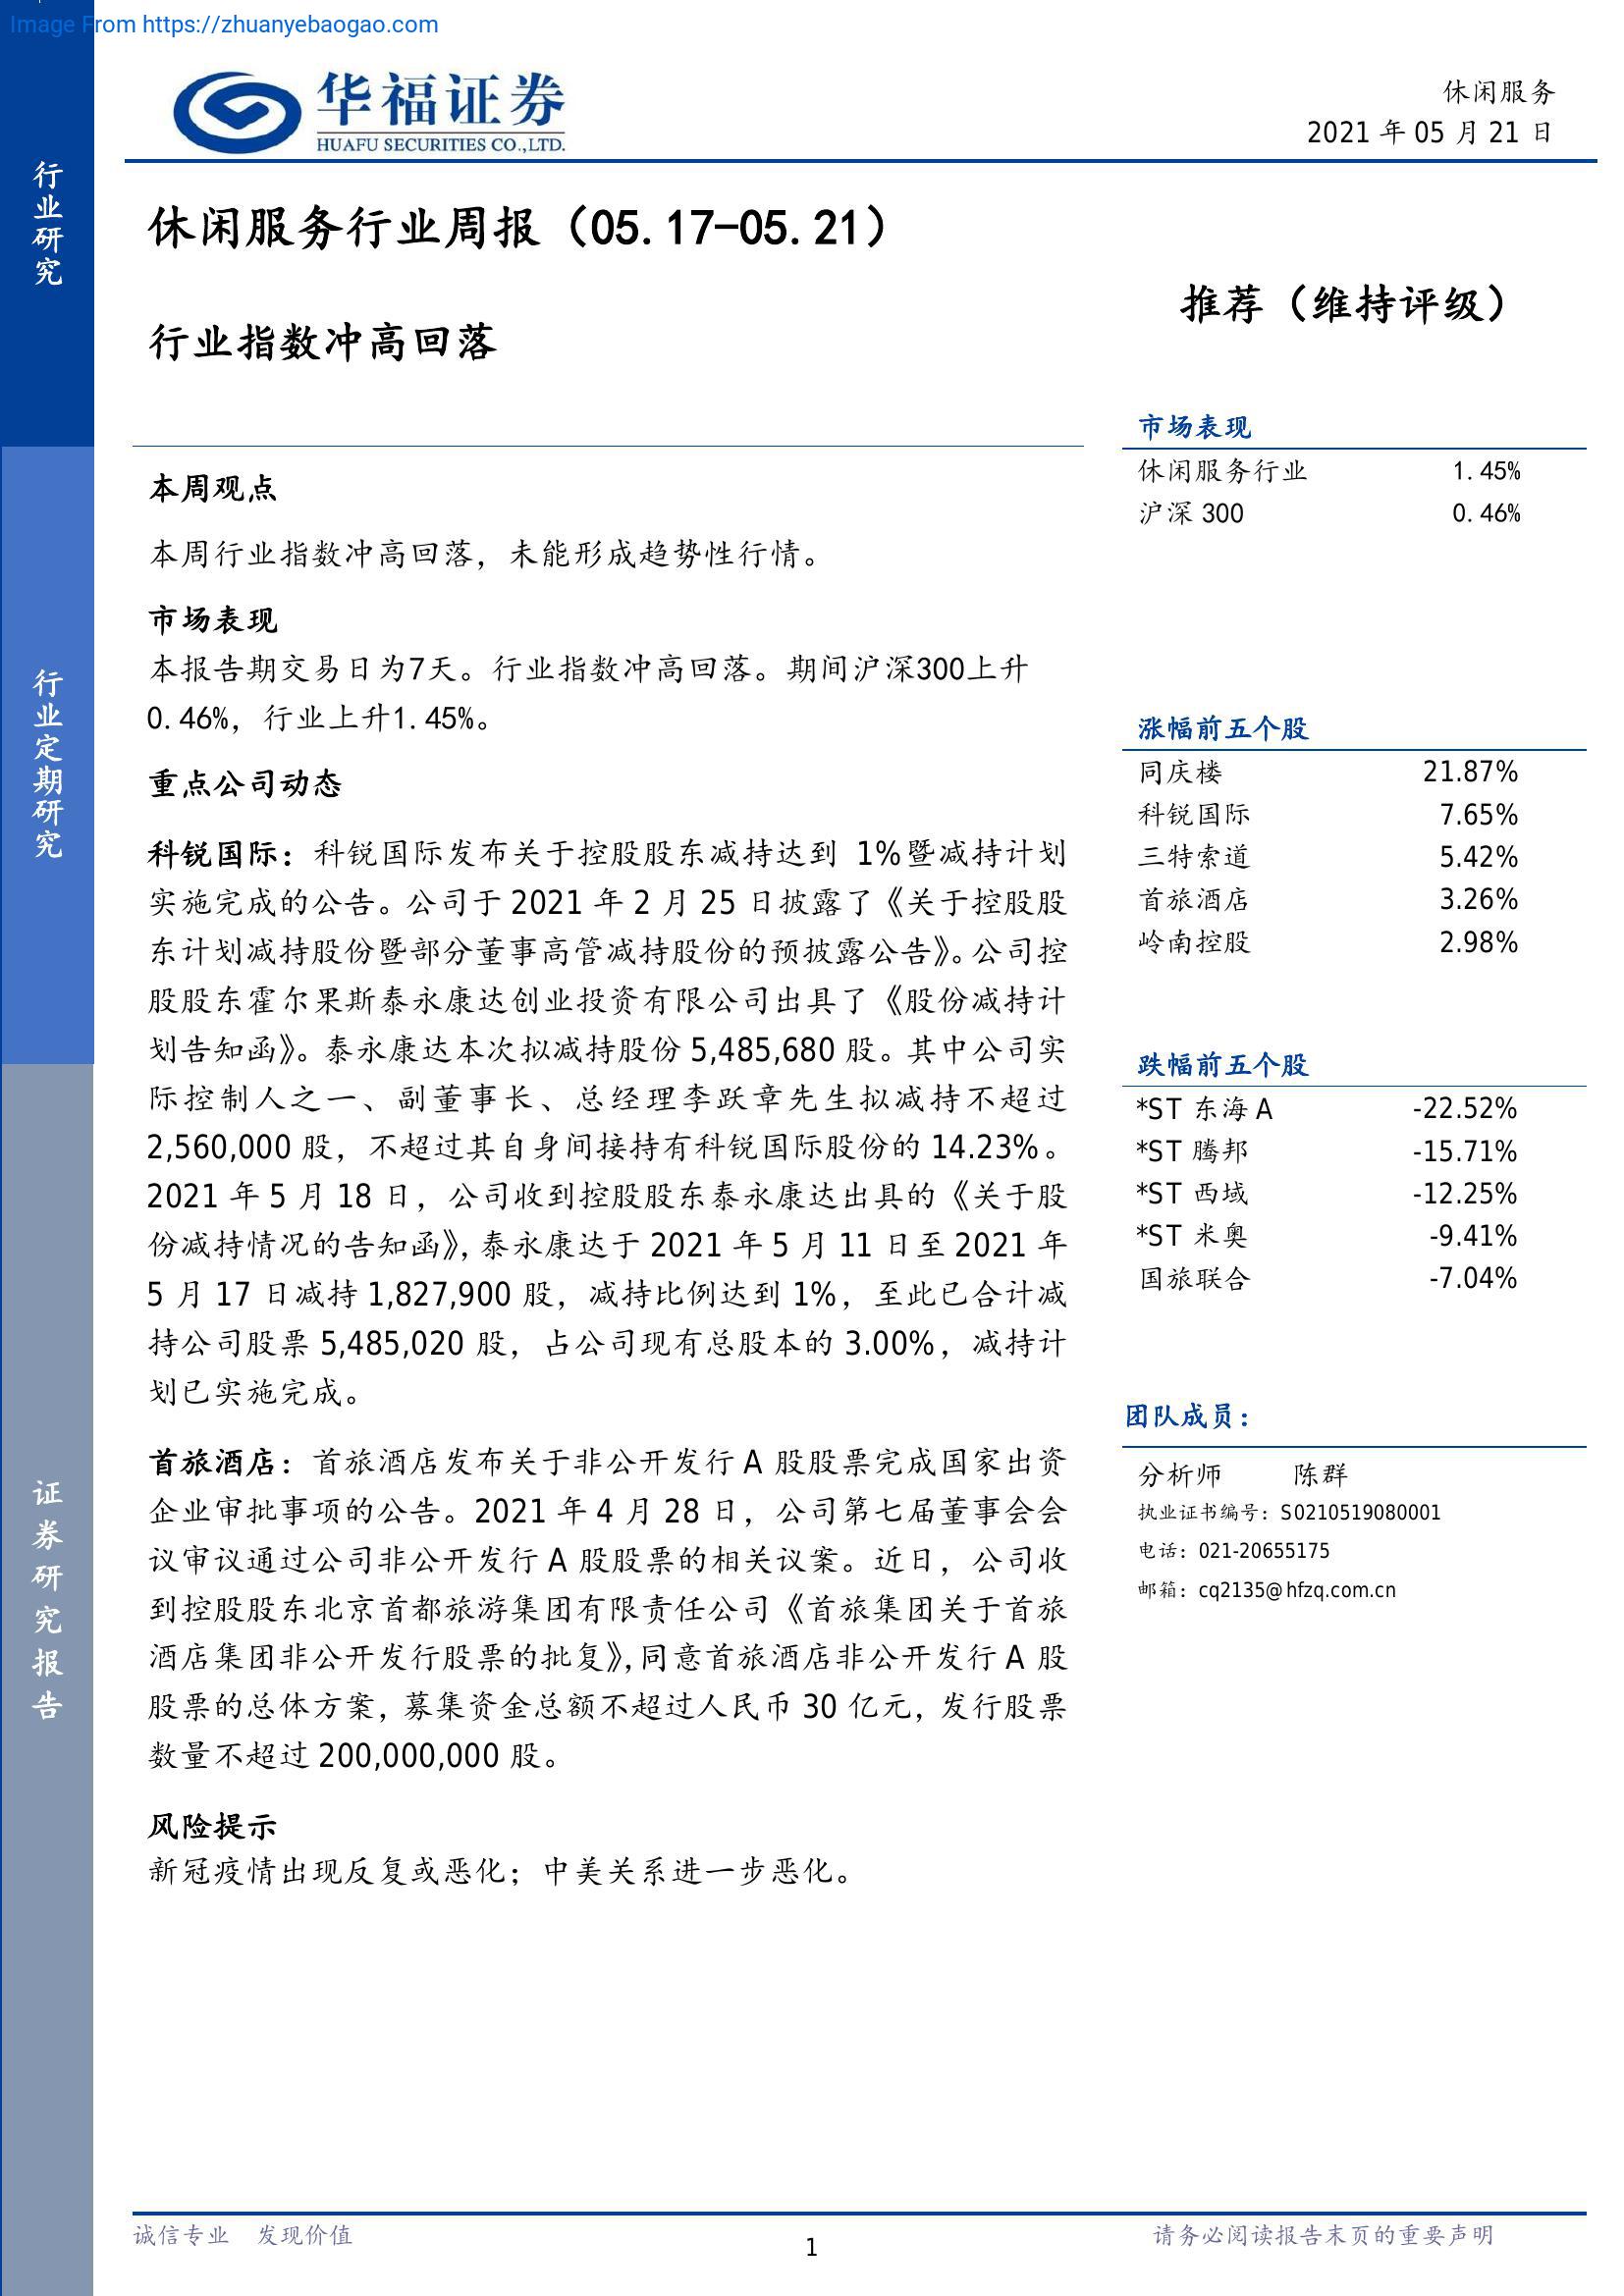 Image From https://zhuanyebaogao.com
华福证券
HUAFU SECURITIES CO.,LTD.
休闲服务
2021 年 05 月 21 日
行业研究
行业定期研究
证券研究报告
休闲服务行业周报（05.17-05.21）
行业指数冲高回落
推荐（维持评级）
本周观点
本周行业指数冲高回落，未能形成趋势性行情。
市场表现
本报告期交易日为7天。行业指数冲高回落。期间沪深300上升
0.46%，行业上升1.45%。
重点公司动态
科锐国际：科锐国际发布关于控股股东减持达到 1%暨减持计划
实施完成的公告。公司于 2021 年 2 月 25 日披露了《关于控股股
东计划减持股份暨部分董事高管减持股份的预披露公告》。公司控
股股东霍尔果斯泰永康达创业投资有限公司出具了《股份减持计
划告知函》。泰永康达本次拟减持股份 5,485,680 股。其中公司实
际控制人之一、副董事长、总经理李跃章先生拟减持不超过
2,560,000 股，不超过其自身间接持有科锐国际股份的 14.23%。
2021 年 5 月 18 日，公司收到控股股东泰永康达出具的《关于股
份减持情况的告知函》，泰永康达于 2021 年 5 月 11 日至 2021 年
5 月 17 日减持 1,827,900 股，减持比例达到 1%，至此已合计减
持公司股票 5,485,020 股，占公司现有总股本的 3.00%，减持计
划已实施完成。
首旅酒店：首旅酒店发布关于非公开发行 A 股股票完成国家出资
企业审批事项的公告。2021 年 4 月 28 日，公司第七届董事会会
议审议通过公司非公开发行 A 股股票的相关议案。近日，公司收
到控股股东北京首都旅游集团有限责任公司《首旅集团关于首旅
酒店集团非公开发行股票的批复》，同意首旅酒店非公开发行 A 股
股票的总体方案，募集资金总额不超过人民币 30 亿元，发行股票
数量不超过 200,000,000 股。
风险提示
新冠疫情出现反复或恶化；中美关系进一步恶化。
市场表现
休闲服务行业 1.45%
沪深 300 0.46%
涨幅前五个股
同庆楼 21.87%
科锐国际 7.65%
三特索道 5.42%
首旅酒店 3.26%
岭南控股 2.98%
跌幅前五个股
*ST 东海 A -22.52%
*ST 腾邦 -15.71%
*ST 西域 -12.25%
*ST 米奥 -9.41%
国旅联合 -7.04%
团队成员：
分析师 陈群
执业证书编号：S0210519080001
电话：021-20655175
邮箱：cq2135@hfzq.com.cn
诚信专业 发现价值
1
请务必阅读报告末页的重要声明